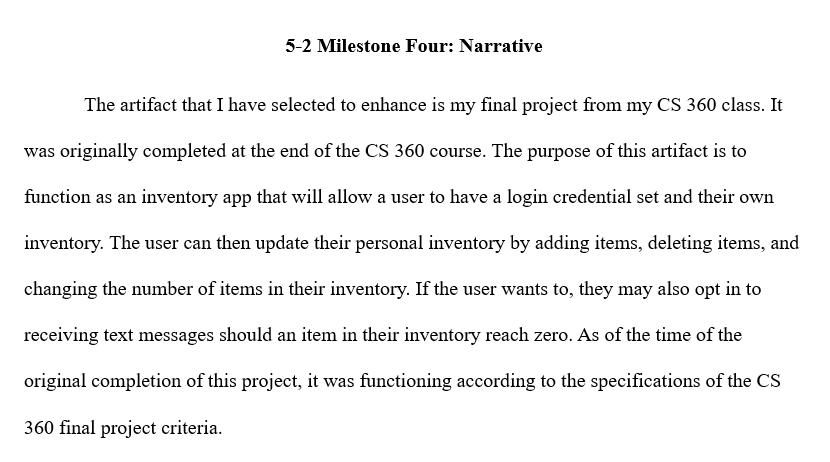 5-2 Milestone Four: Narrative
The artifact that I have selected to enhance is my final project from my CS 360 class. It
was originally completed at the end of the CS 360 course. The purpose of this artifact is to
function as an inventory app that will allow a user to have a login credential set and their own
inventory. The user can then update their personal inventory by adding items, deleting items, and
changing the number of items in their inventory. If the user wants to, they may also opt in to
receiving text messages should an item in their inventory reach zero. As of the time of the
original completion of this project, it was functioning according to the specifications of the CS
360 final project criteria.